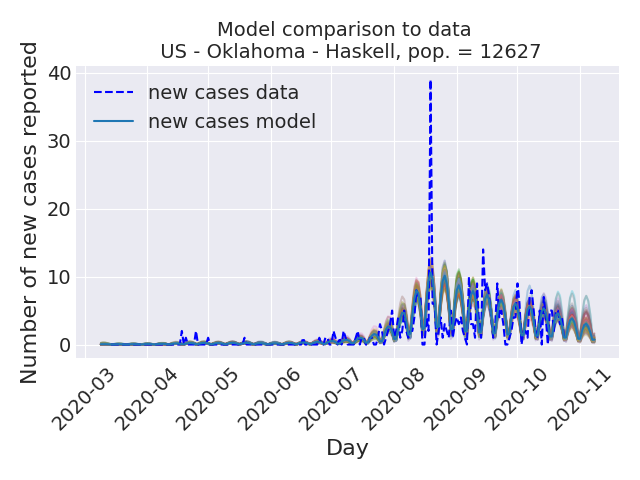 Model comparison to data
US - Oklahoma - Haskell, pop. = 12627
Number of new cases reported
40
30
20
10
0
new cases data
new cases model
2020-03
2020-04
2020-05
2020-06
2020-07
2020-08
2020-09
2020-10
2020-11
Day